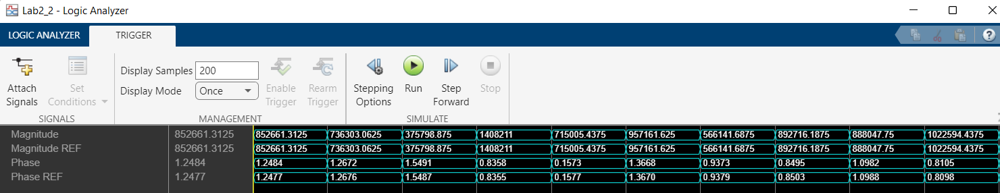 Lab2_2 - Logic Analyzer
LOGIC ANALYZER TRIGGER
Attach Signals
Set Conditions
SIGNALS
Display Samples 200
Display Mode Once
Enable Trigger
Rearm Trigger
MANAGEMENT
Stepping Options
Run
Step Forward
Stop
SIMULATE
Magnitude 852661.3125 852661.3125 736303.0625 375798.875 1408211 715005.4375 957161.625 566141.6875 892716.1875 888047.75 1022594.4375
Magnitude REF 852661.3125 852661.3125 736303.0625 375798.875 1408211 715005.4375 957161.625 566141.6875 892716.1875 888047.75 1022594.4375
Phase 1.2484 1.2484 1.2672 1.5491 0.8358 0.1573 1.3668 0.9373 0.8495 1.0982 0.8105
Phase REF 1.2477 1.2477 1.2676 1.5487 0.8355 0.1577 1.3670 0.9379 0.8503 1.0988 0.8098